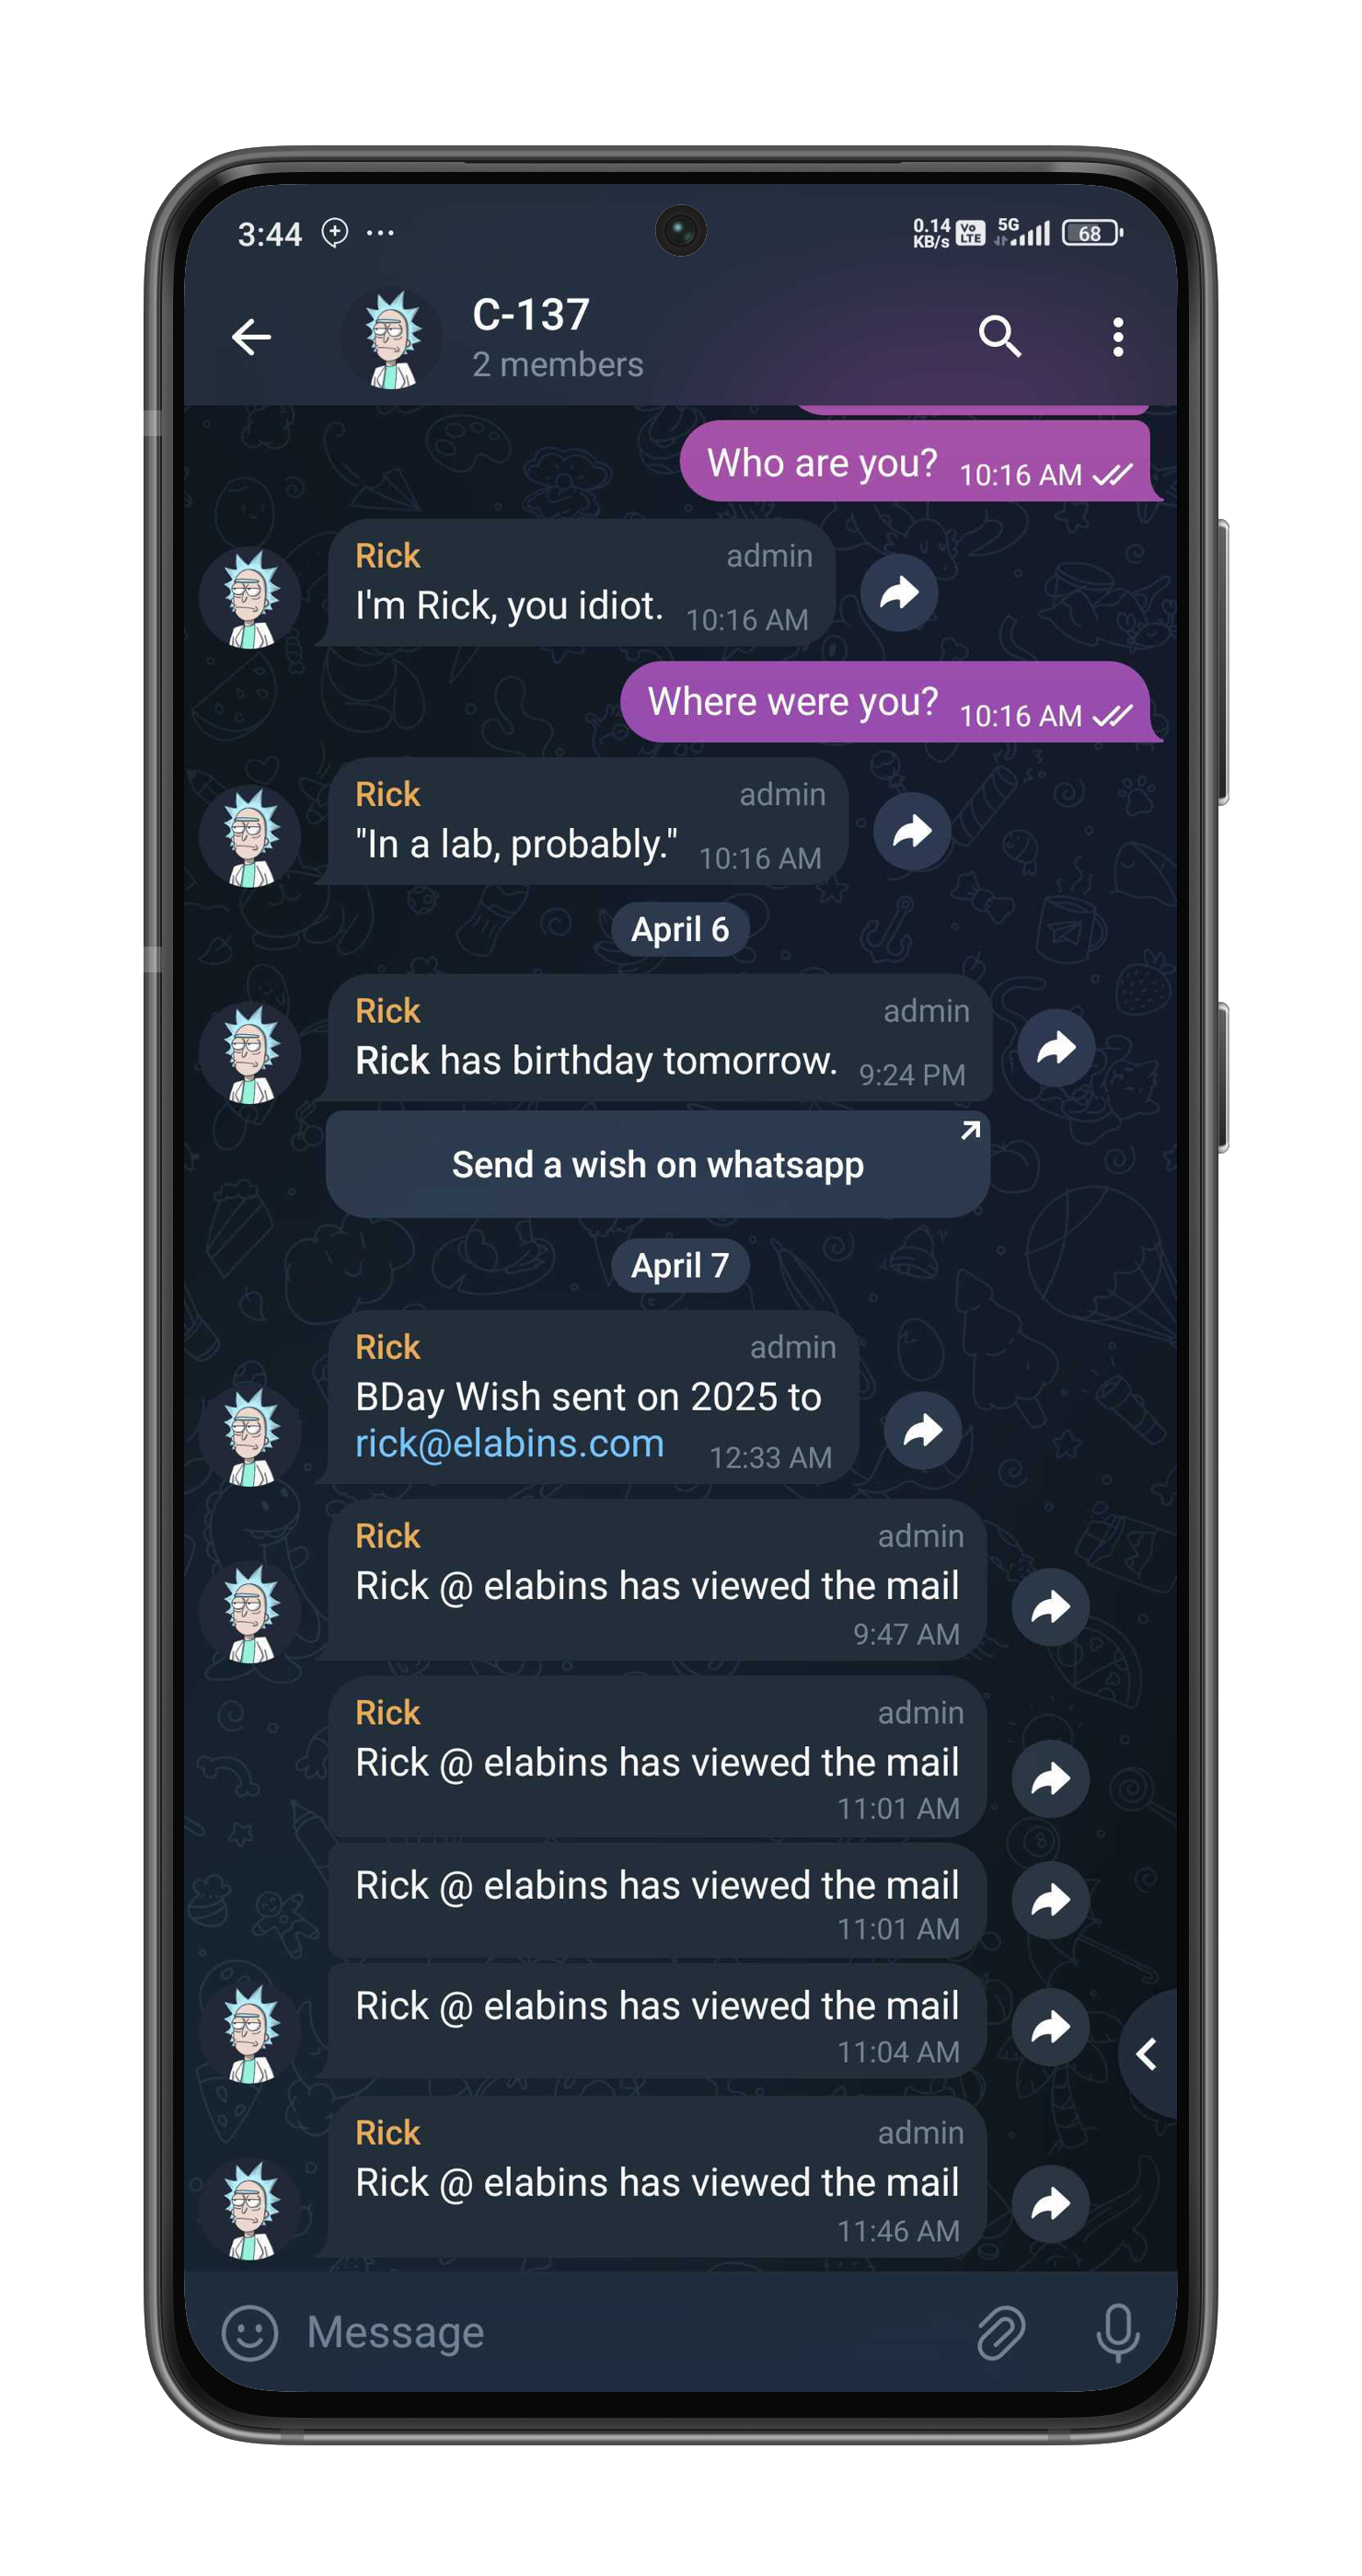 3:44
0.14 KB/s Vo LTE 5G 68
C-137
2 members
Who are you? 10:16 AM
Rick admin
I'm Rick, you idiot. 10:16 AM
Where were you? 10:16 AM
Rick admin
"In a lab, probably." 10:16 AM
April 6
Rick admin
Rick has birthday tomorrow. 9:24 PM
Send a wish on whatsapp
April 7
Rick admin
BDay Wish sent on 2025 to
rick@elabins.com 12:33 AM
Rick admin
Rick @ elabins has viewed the mail
9:47 AM
Rick admin
Rick @ elabins has viewed the mail
11:01 AM
Rick @ elabins has viewed the mail
11:01 AM
Rick @ elabins has viewed the mail
11:04 AM
Rick admin
Rick @ elabins has viewed the mail
11:46 AM
Message